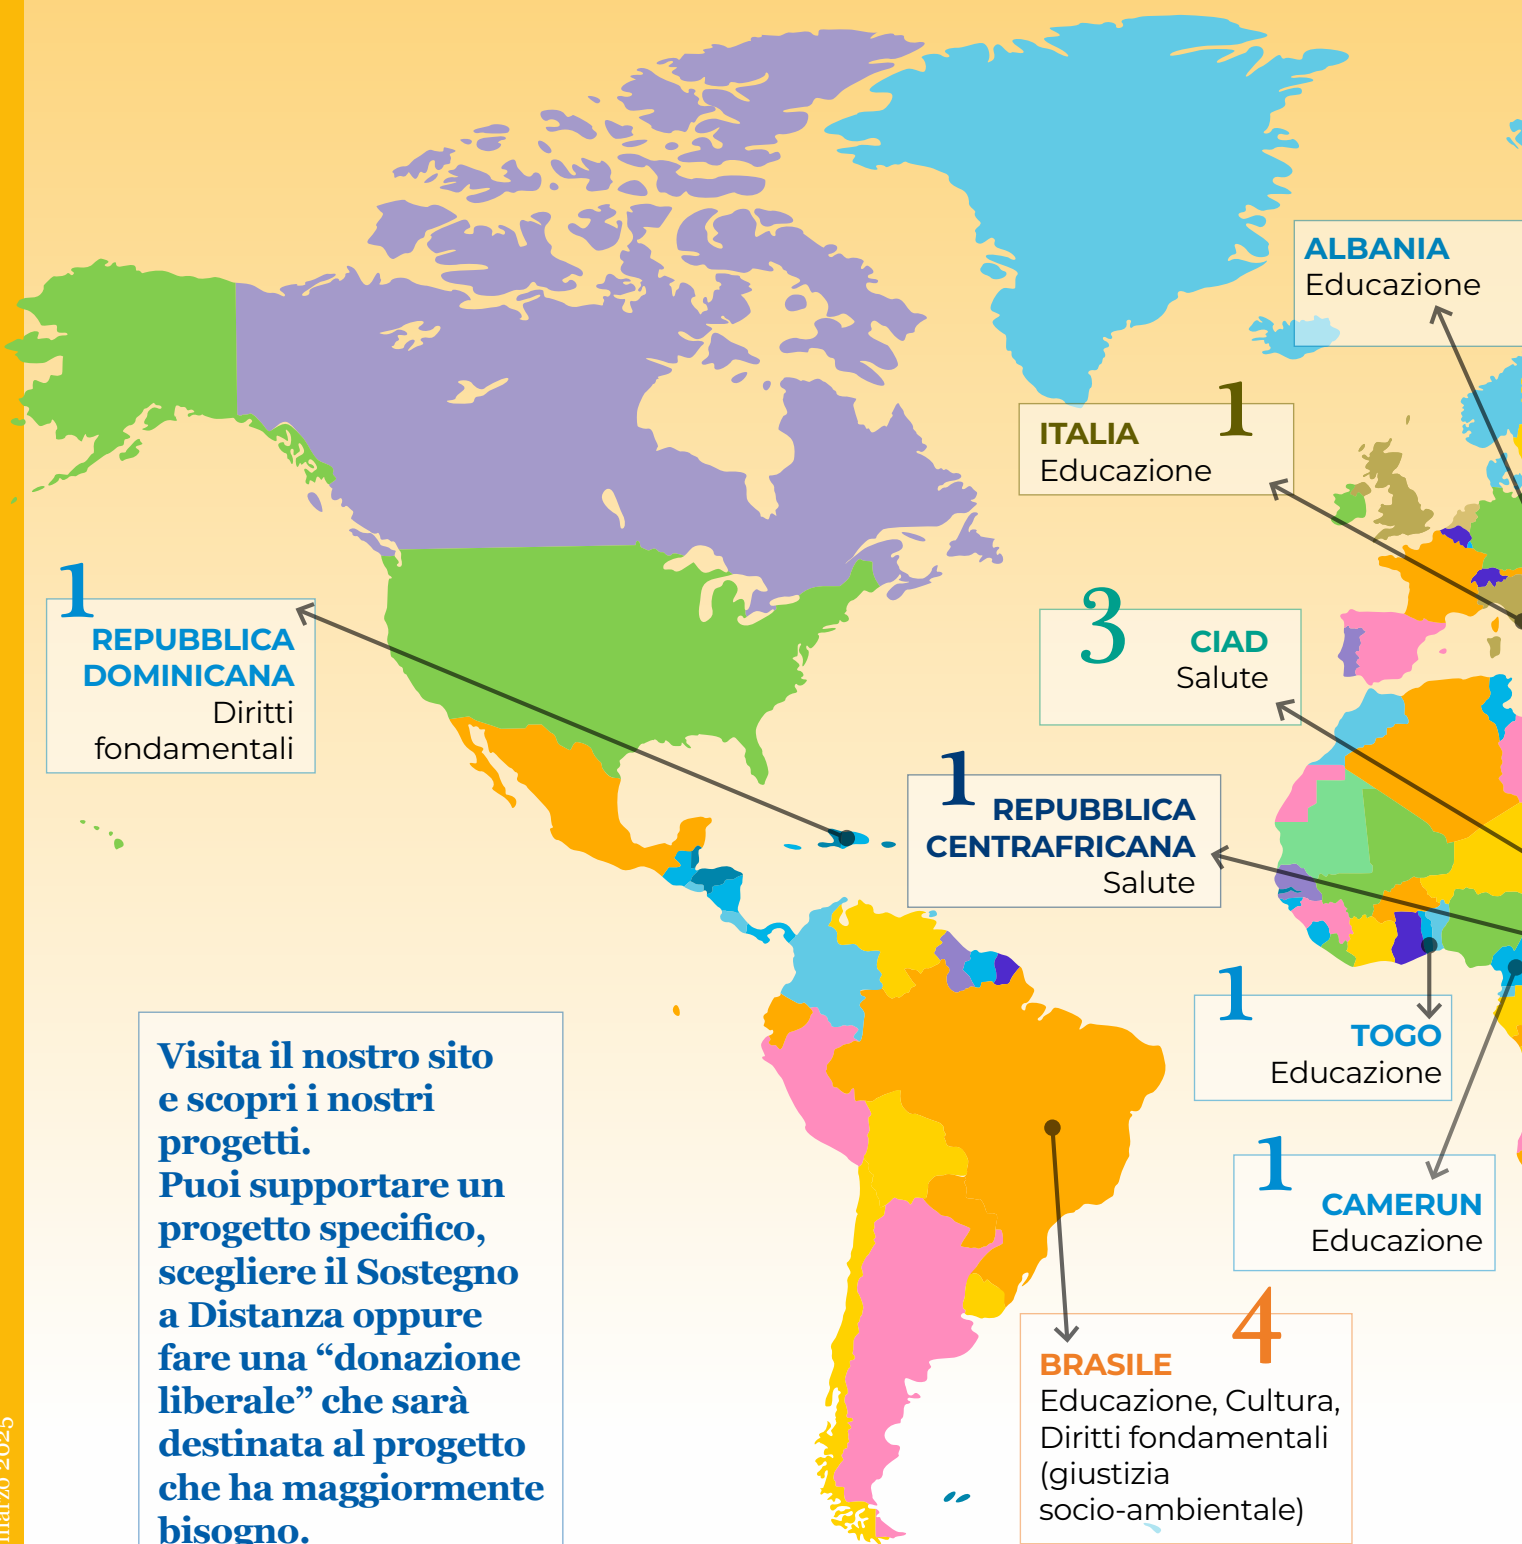 ALBANIA
Educazione
1
ITALIA
Educazione
1
REPUBBLICA
DOMINICANA
Diritti
fondamentali
3
CIAD
Salute
1
REPUBBLICA
CENTRAFRICANA
Salute
1
TOGO
Educazione
1
CAMERUN
Educazione
4
BRASILE
Educazione, Cultura,
Diritti fondamentali
(giustizia
socio-ambientale)
Visita il nostro sito
e scopri i nostri
progetti.
Puoi supportare un
progetto specifico,
scegliere il Sostegno
a Distanza oppure
fare una “donazione
liberale” che sarà
destinata al progetto
che ha maggiormente
bisogno.
marzo 2025